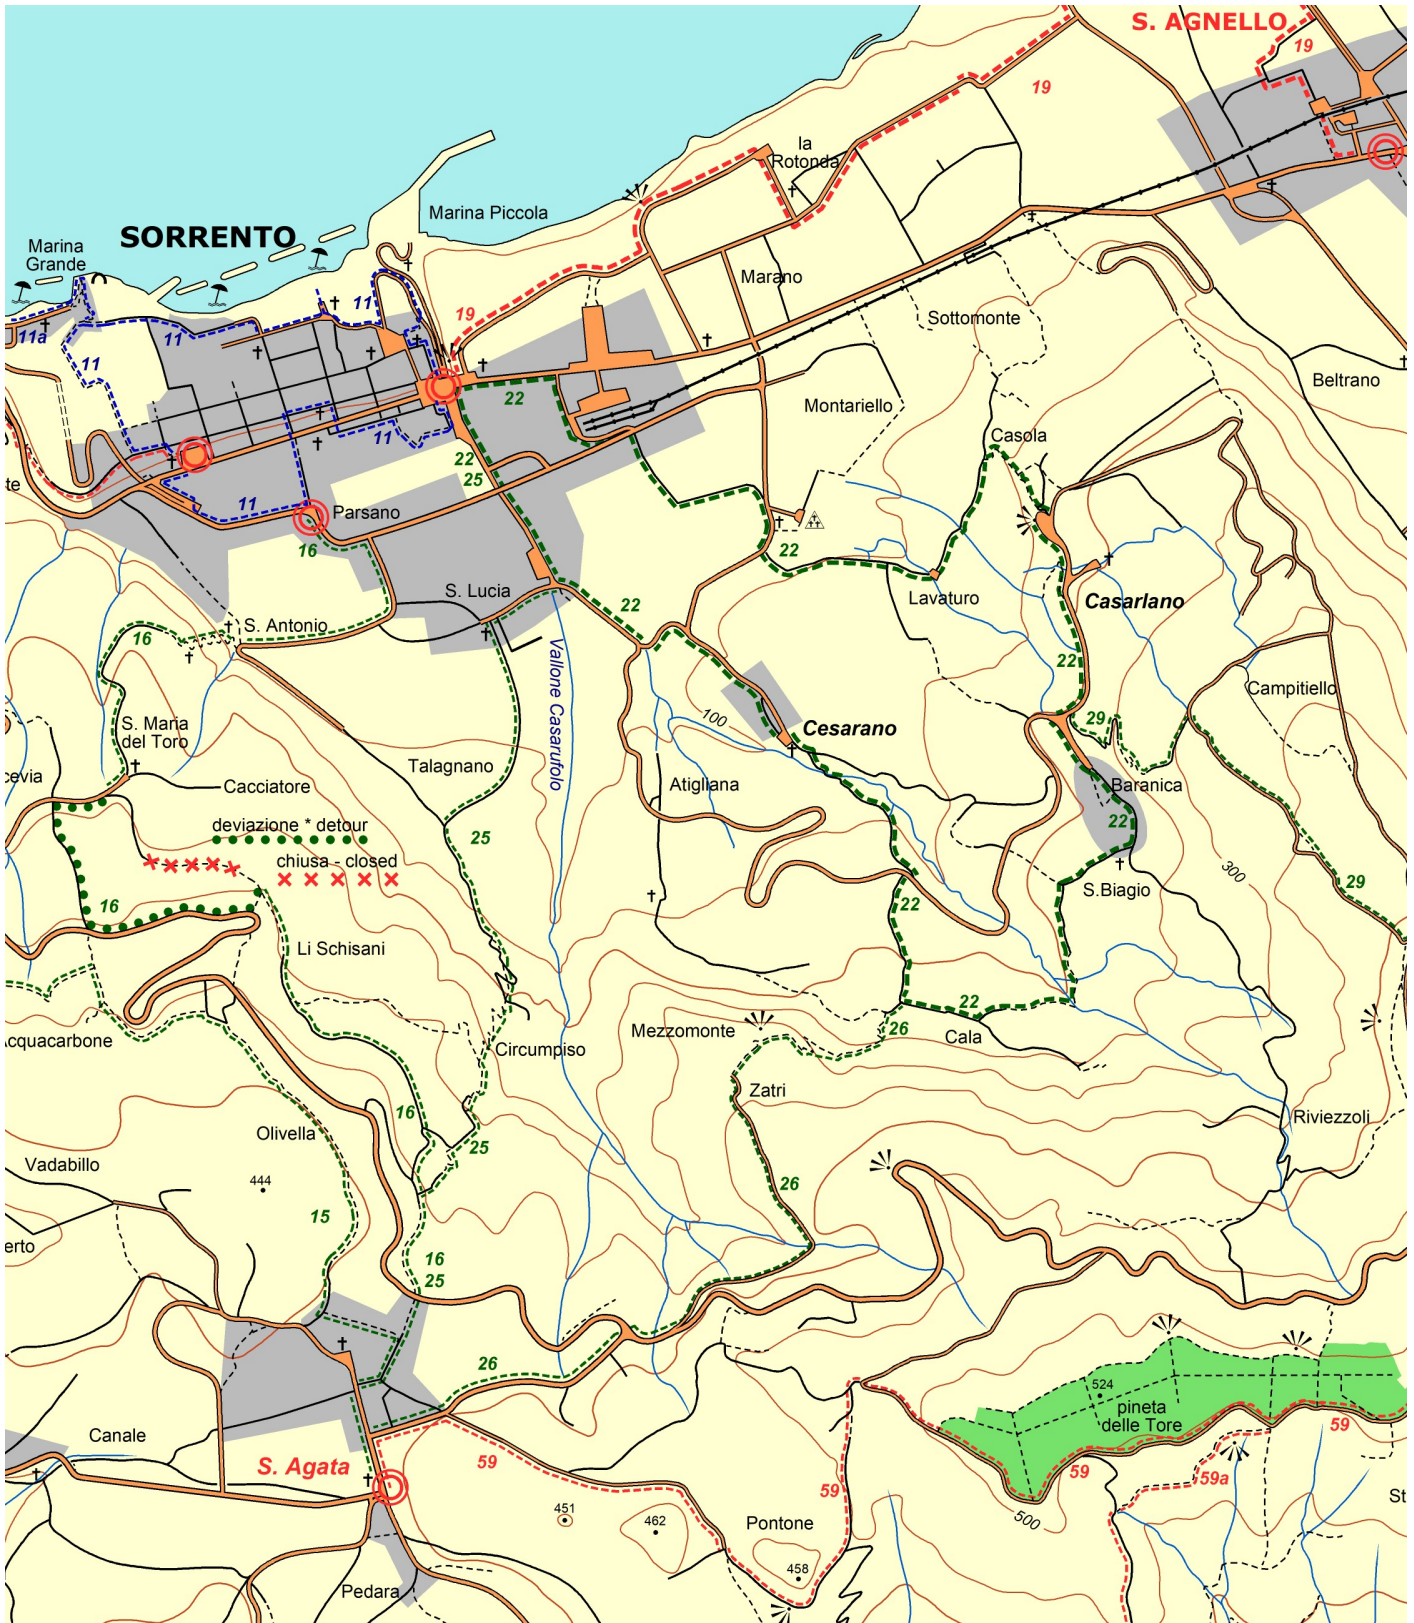 S. AGNELLO
19
19
la
Rotonda
Marina Piccola
SORRENTO
Marina
Grande
Marano
11
19
11a
11
11
Sottomonte
Beltrano
22
Montariello
11
Casola
22
25
ste
11
Parsano
16
22
S. Lucia
Lavaturo
Casarlano
22
S. Antonio
16
Vallone Casarufolo
22
Campitiello
100
Cesarano
29
S. Maria
del Toro
Talagnano
cevia
Cacciatore
Atigliana
Baranica
deviazione * detour
22
25
chiusa - closed
300
29
S.Biagio
16
22
Li Schisani
22
Mezzomonte
26
Cala
cquacarbone
Circumpiso
Zatri
16
Riviezzoli
Olivella
25
Vadabillo
444
26
15
erto
16
25
26
524
pineta
delle Tore
59
Canale
S. Agata
59
59
59
59a
St
451
462
Pontone
500
458
Pedara